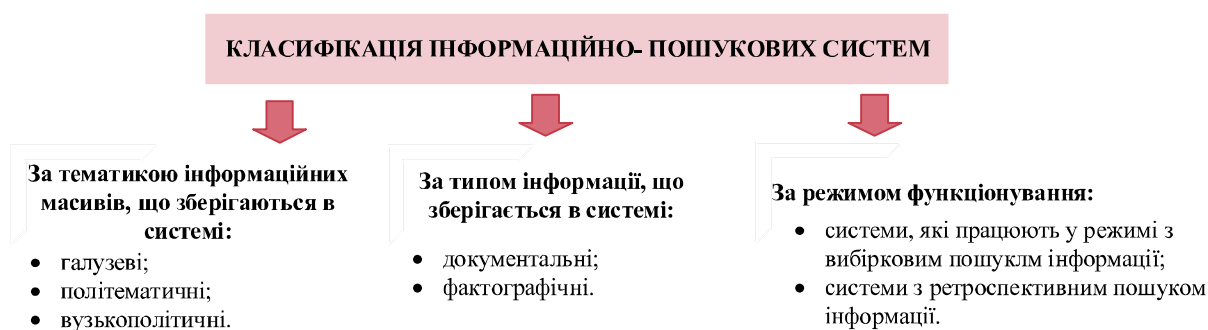 КЛАСИФІКАЦІЯ ІНФОРМАЦІЙНО– ПОШУКОВИХ СИСТЕМ
За тематикою інформаційних
масивів, що зберігаються в
системі:
• галузеві;
• політематичні;
• вузькополітичні.
За типом інформації, що
зберігається в системі:
• документальні;
• фактографічні.
За режимом функціонування:
• системи, які працюють у режимі з
вибірковим пошуклм інформації;
• системи з ретроспективним пошуком
інформації.